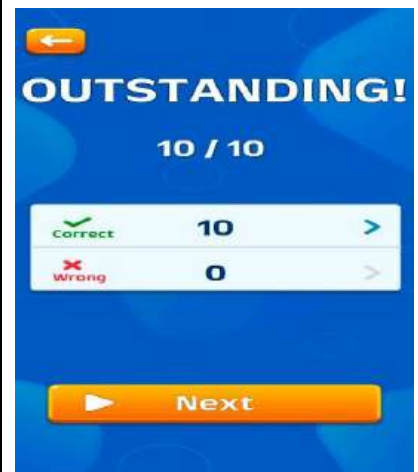 OUTSTANDING!
10 / 10
Correct 10 >
Wrong 0 >
Next